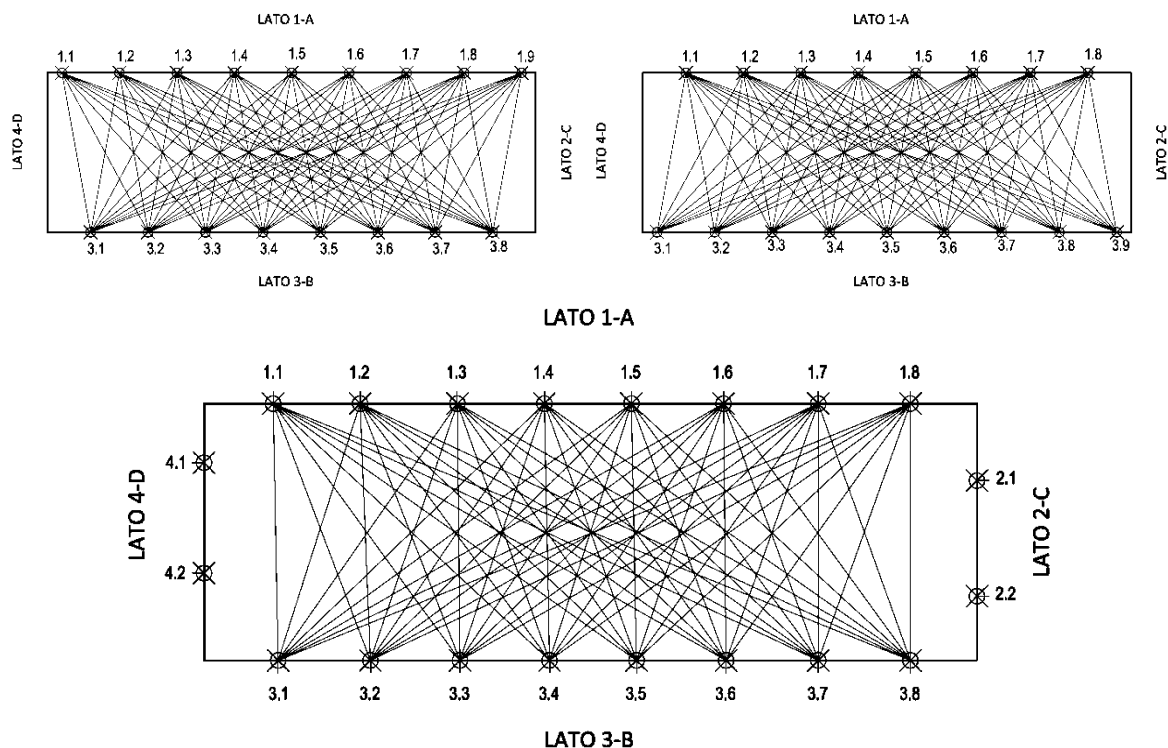 LATO 1-A
1.1 1.2 1.3 1.4 1.5 1.6 1.7 1.8 1.9
LATO 4-D
LATO 2-C
3.1 3.2 3.3 3.4 3.5 3.6 3.7 3.8
LATO 3-B
LATO 1-A
1.1 1.2 1.3 1.4 1.5 1.6 1.7 1.8
LATO 4-D
LATO 2-C
3.1 3.2 3.3 3.4 3.5 3.6 3.7 3.8 3.9
LATO 3-B
LATO 1-A
1.1 1.2 1.3 1.4 1.5 1.6 1.7 1.8
4.1
LATO 4-D
4.2
2.1
LATO 2-C
2.2
3,1 3,2 3,3 3,4 3,5 3,6 3,7 3,8
LATO 3-B